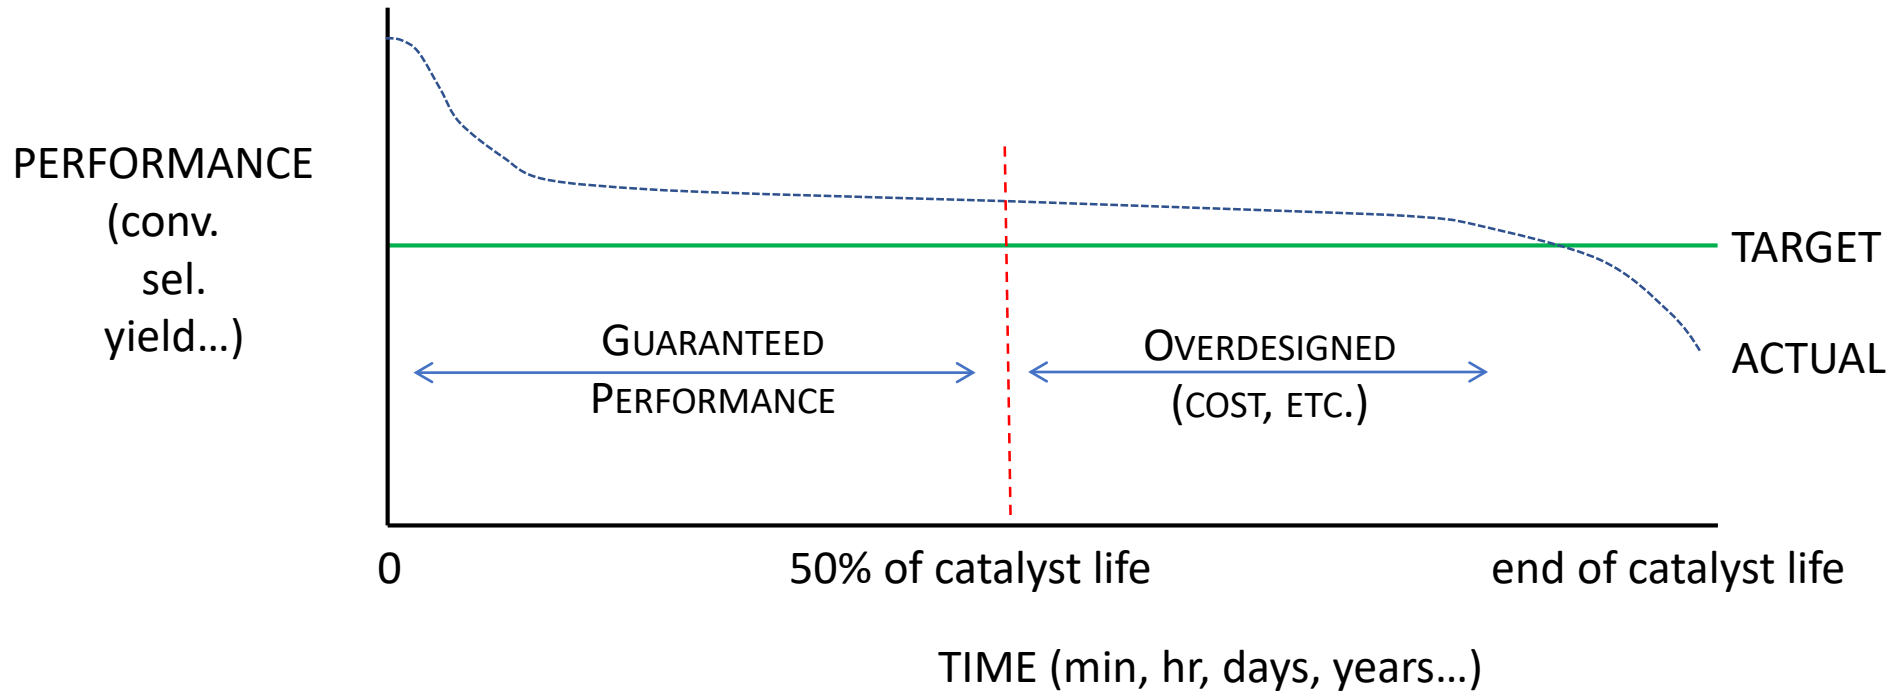 PERFORMANCE
(conv.
sel.
yield...)
TARGET
ACTUAL
GUARANTEED
PERFORMANCE
OVERDESIGNED
(COST, ETC.)
0
50% of catalyst life
end of catalyst life
TIME (min, hr, days, years...)